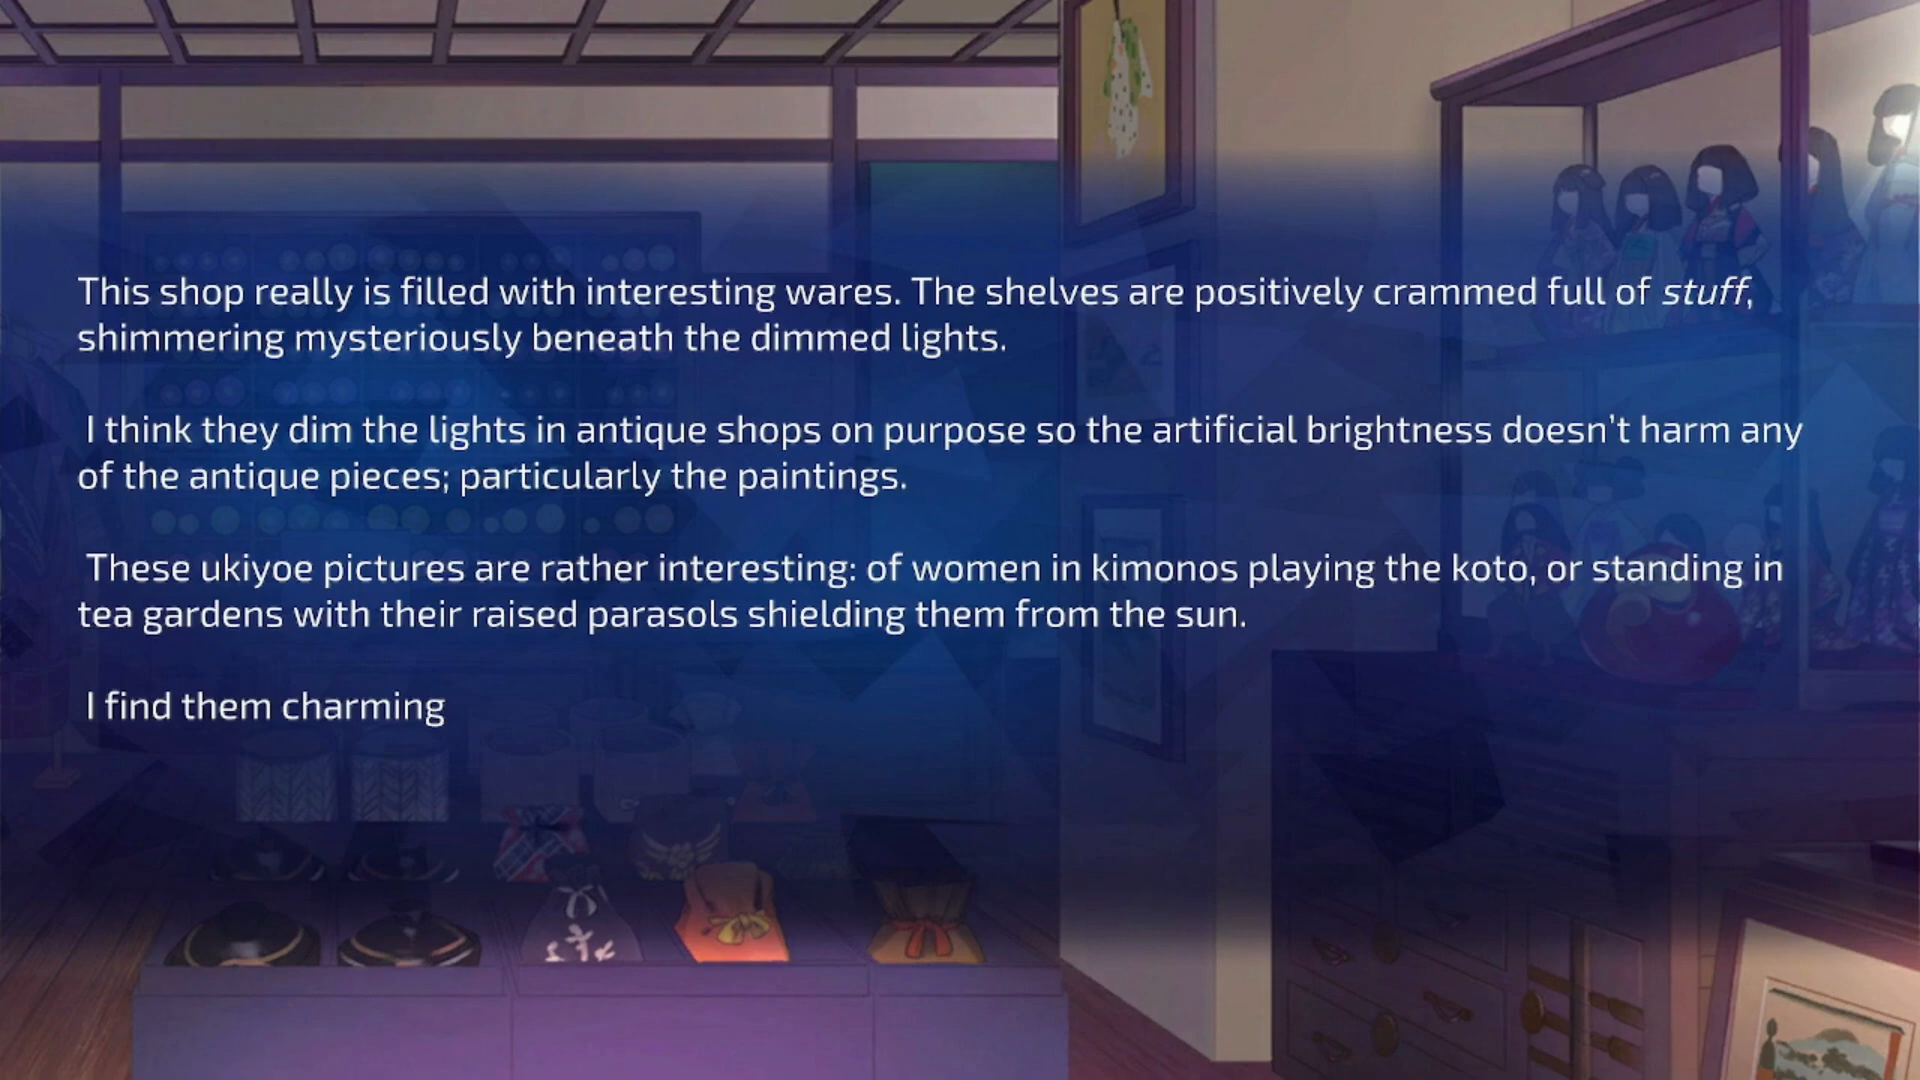 This shop really is filled with interesting wares. The shelves are positively crammed full of stuff,
shimmering mysteriously beneath the dimmed lights.
I think they dim the lights in antique shops on purpose so the artificial brightness doesn't harm any
of the antique pieces; particularly the paintings.
These ukiyoe pictures are rather interesting: of women in kimonos playing the koto, or standing in
tea gardens with their raised parasols shielding them from the sun.
I find them charming